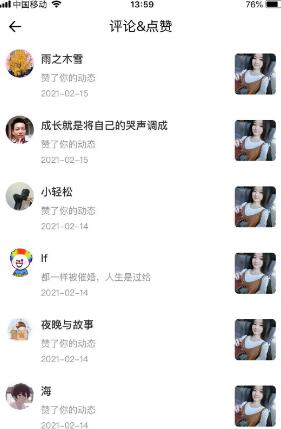 中国移动 13:59 76%
评论&点赞
雨之木雪
赞了你的动态
2021-02-15
成长就是将自己的哭声调成
赞了你的动态
2021-02-15
小轻松
赞了你的动态
2021-02-14
If
都一样被催婚，人生是过给
2021-02-14
夜晚与故事
赞了你的动态
2021-02-14
海
赞了你的动态
2021-02-14